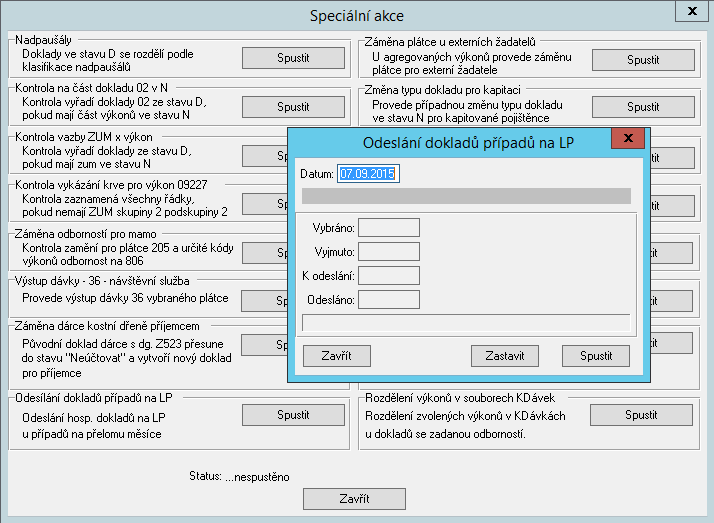 Speciální akce
x
Nadpaušály
Doklady ve stavu D se rozdělí podle
klasifikace nadpaušálů
Spustit
Kontrola na část dokladu 02 v N
Kontrola vyřadí doklady 02 ze stavu D,
pokud mají část výkonů ve stavu N
Spustit
Kontrola vazby ZUM x výkon
Kontrola vyřadí doklady ze stavu D,
pokud mají zum ve stavu N
Sp
Kontrola vykázání krve pro výkon 09227
Kontrola zaznamená všechny řádky,
pokud nemají ZUM skupiny 2 podskupiny 2
Sp
Záměna odborností pro mamo
Kontrola zamění pro plátce 205 a určité kódy
výkonů odbornost na 806
Sp
Výstup dávky - 36 - návštěvní služba
Provede výstup dávky 36 vybraného plátce
Sp
Záměna dárce kostní dřeně příjemcem
Původní doklad dárce s dg. Z523 přesune
do stavu "Neúčtovat" a vytvoří nový doklad
pro příjemce
Sp
Odesílání dokladů případů na LP
Odeslání hosp. dokladů na LP
u případů na přelomu měsíce
Spustit
Záměna plátce u externích žadatelů
U agregovaných výkonů provede záměnu
plátce pro externí žadatele
Spustit
Změna typu dokladu pro kapitaci
Provede případnou změnu typu dokladu
ve stavu N pro kapitované pojištěnce
Spustit
Odeslání dokladů případů na LP
x
Datum: 07.09.2015
Vybráno:
Vyjmuto:
K odeslání:
Odesláno:
Zavřít
Zastavit
Spustit
stit
stit
stit
stit
stit
Rozdělení výkonů v souborech KDávek
Rozdělení zvolených výkonů v KDávkách
u dokladů se zadanou odborností.
Spustit
Status: ...nespustěno
Zavřít